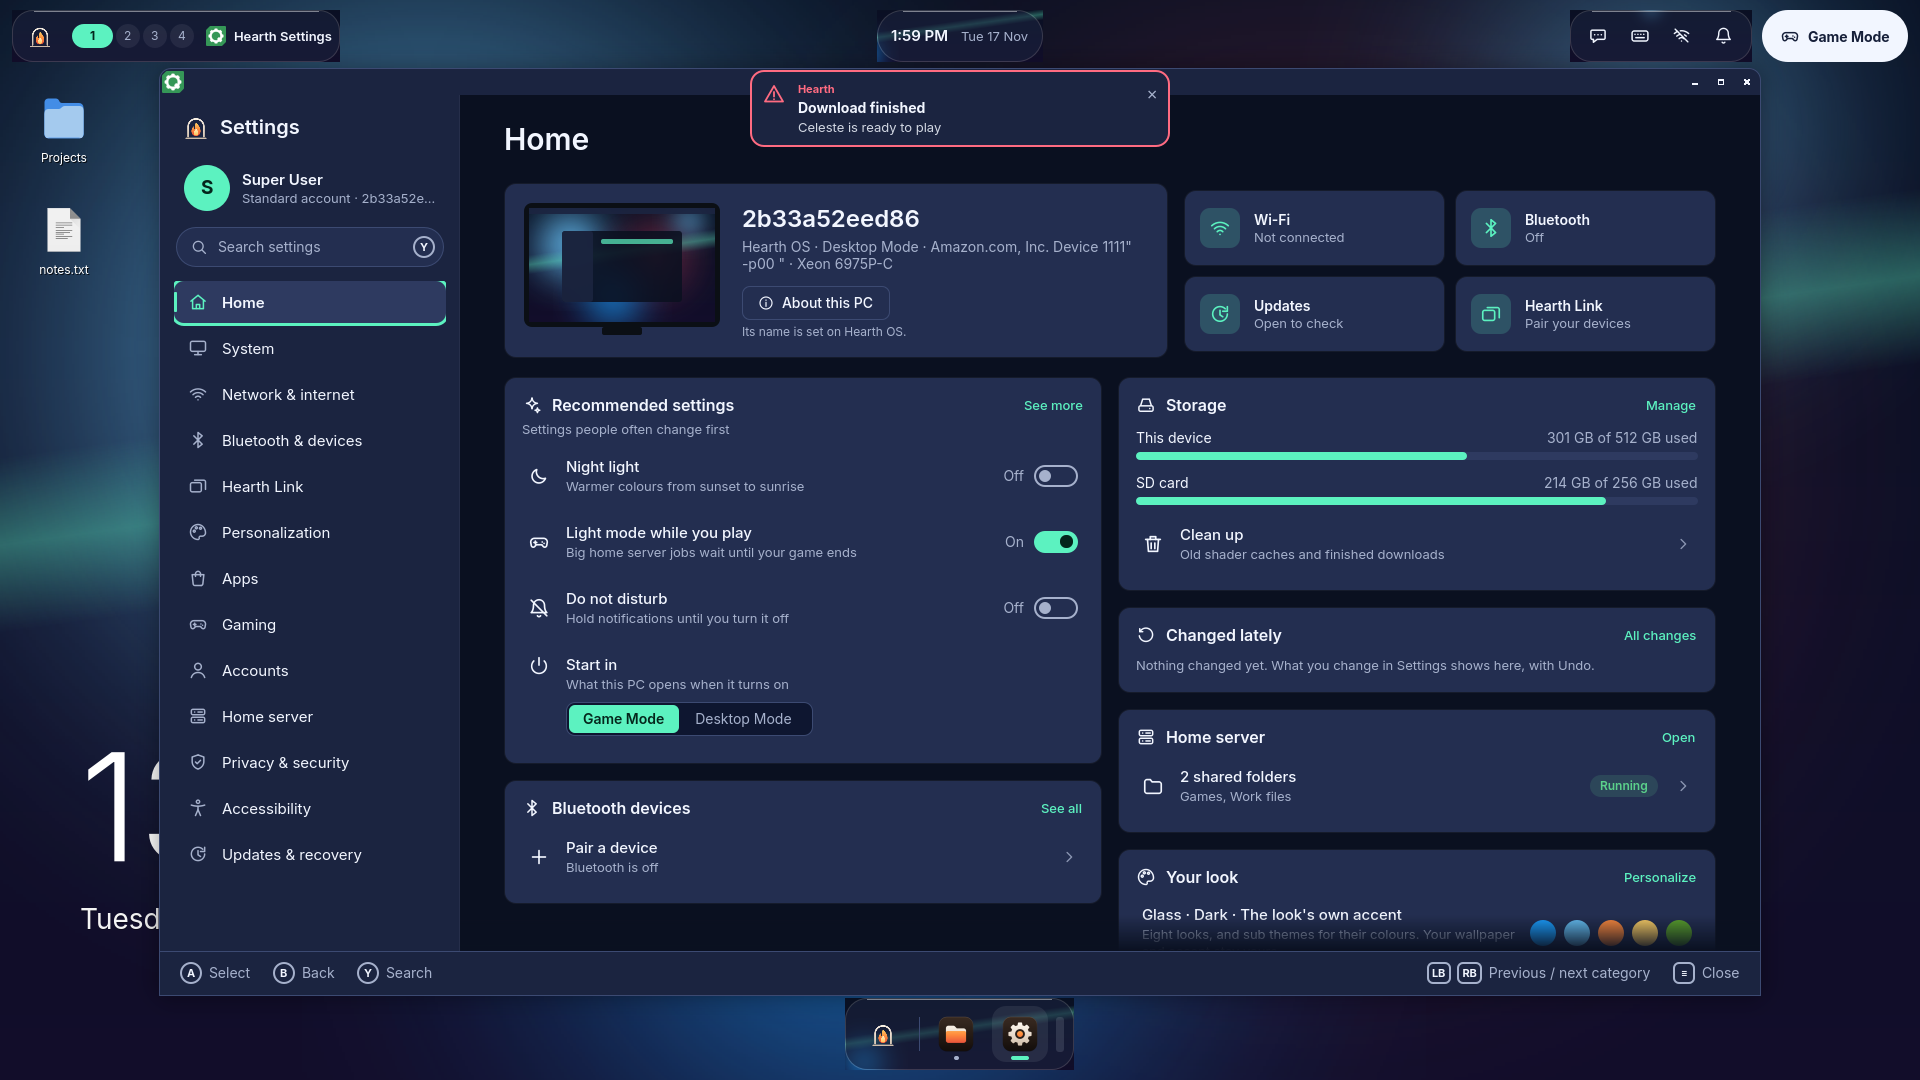 1 2 3 4 Hearth Settings
1:59 PM Tue 17 Nov
Game Mode
Projects
notes.txt
Tuesd
Hearth
Download finished
Celeste is ready to play
Settings
Super User
Standard account · 2b33a52e...
Search settings Y
Home
System
Network & internet
Bluetooth & devices
Hearth Link
Personalization
Apps
Gaming
Accounts
Home server
Privacy & security
Accessibility
Updates & recovery
Home
2b33a52eed86
Hearth OS · Desktop Mode · Amazon.com, Inc. Device 1111"
-p00 " · Xeon 6975P-C
About this PC
Its name is set on Hearth OS.
Wi-Fi
Not connected
Bluetooth
Off
Updates
Open to check
Hearth Link
Pair your devices
Recommended settings See more
Settings people often change first
Night light
Warmer colours from sunset to sunrise
Off
Light mode while you play
Big home server jobs wait until your game ends
On
Do not disturb
Hold notifications until you turn it off
Off
Start in
What this PC opens when it turns on
Game Mode Desktop Mode
Bluetooth devices See all
Pair a device
Bluetooth is off
Storage Manage
This device 301 GB of 512 GB used
SD card 214 GB of 256 GB used
Clean up
Old shader caches and finished downloads
Changed lately All changes
Nothing changed yet. What you change in Settings shows here, with Undo.
Home server Open
2 shared folders
Games, Work files
Running
Your look Personalize
Glass · Dark · The look's own accent
Eight looks, and sub themes for their colours. Your wallpaper
A Select B Back Y Search
LB RB Previous / next category ≡ Close